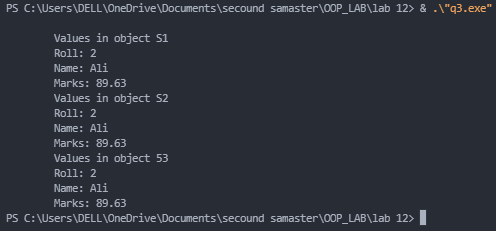 PS C:\Users\DELL\OneDrive\Documents\secound samaster\OOP_LAB\lab 12> & .\"q3.exe"
Values in object S1
Roll: 2
Name: Ali
Marks: 89.63
Values in object S2
Roll: 2
Name: Ali
Marks: 89.63
Values in object 53
Roll: 2
Name: Ali
Marks: 89.63
PS C:\Users\DELL\OneDrive\Documents\secound samaster\OOP_LAB\lab 12>